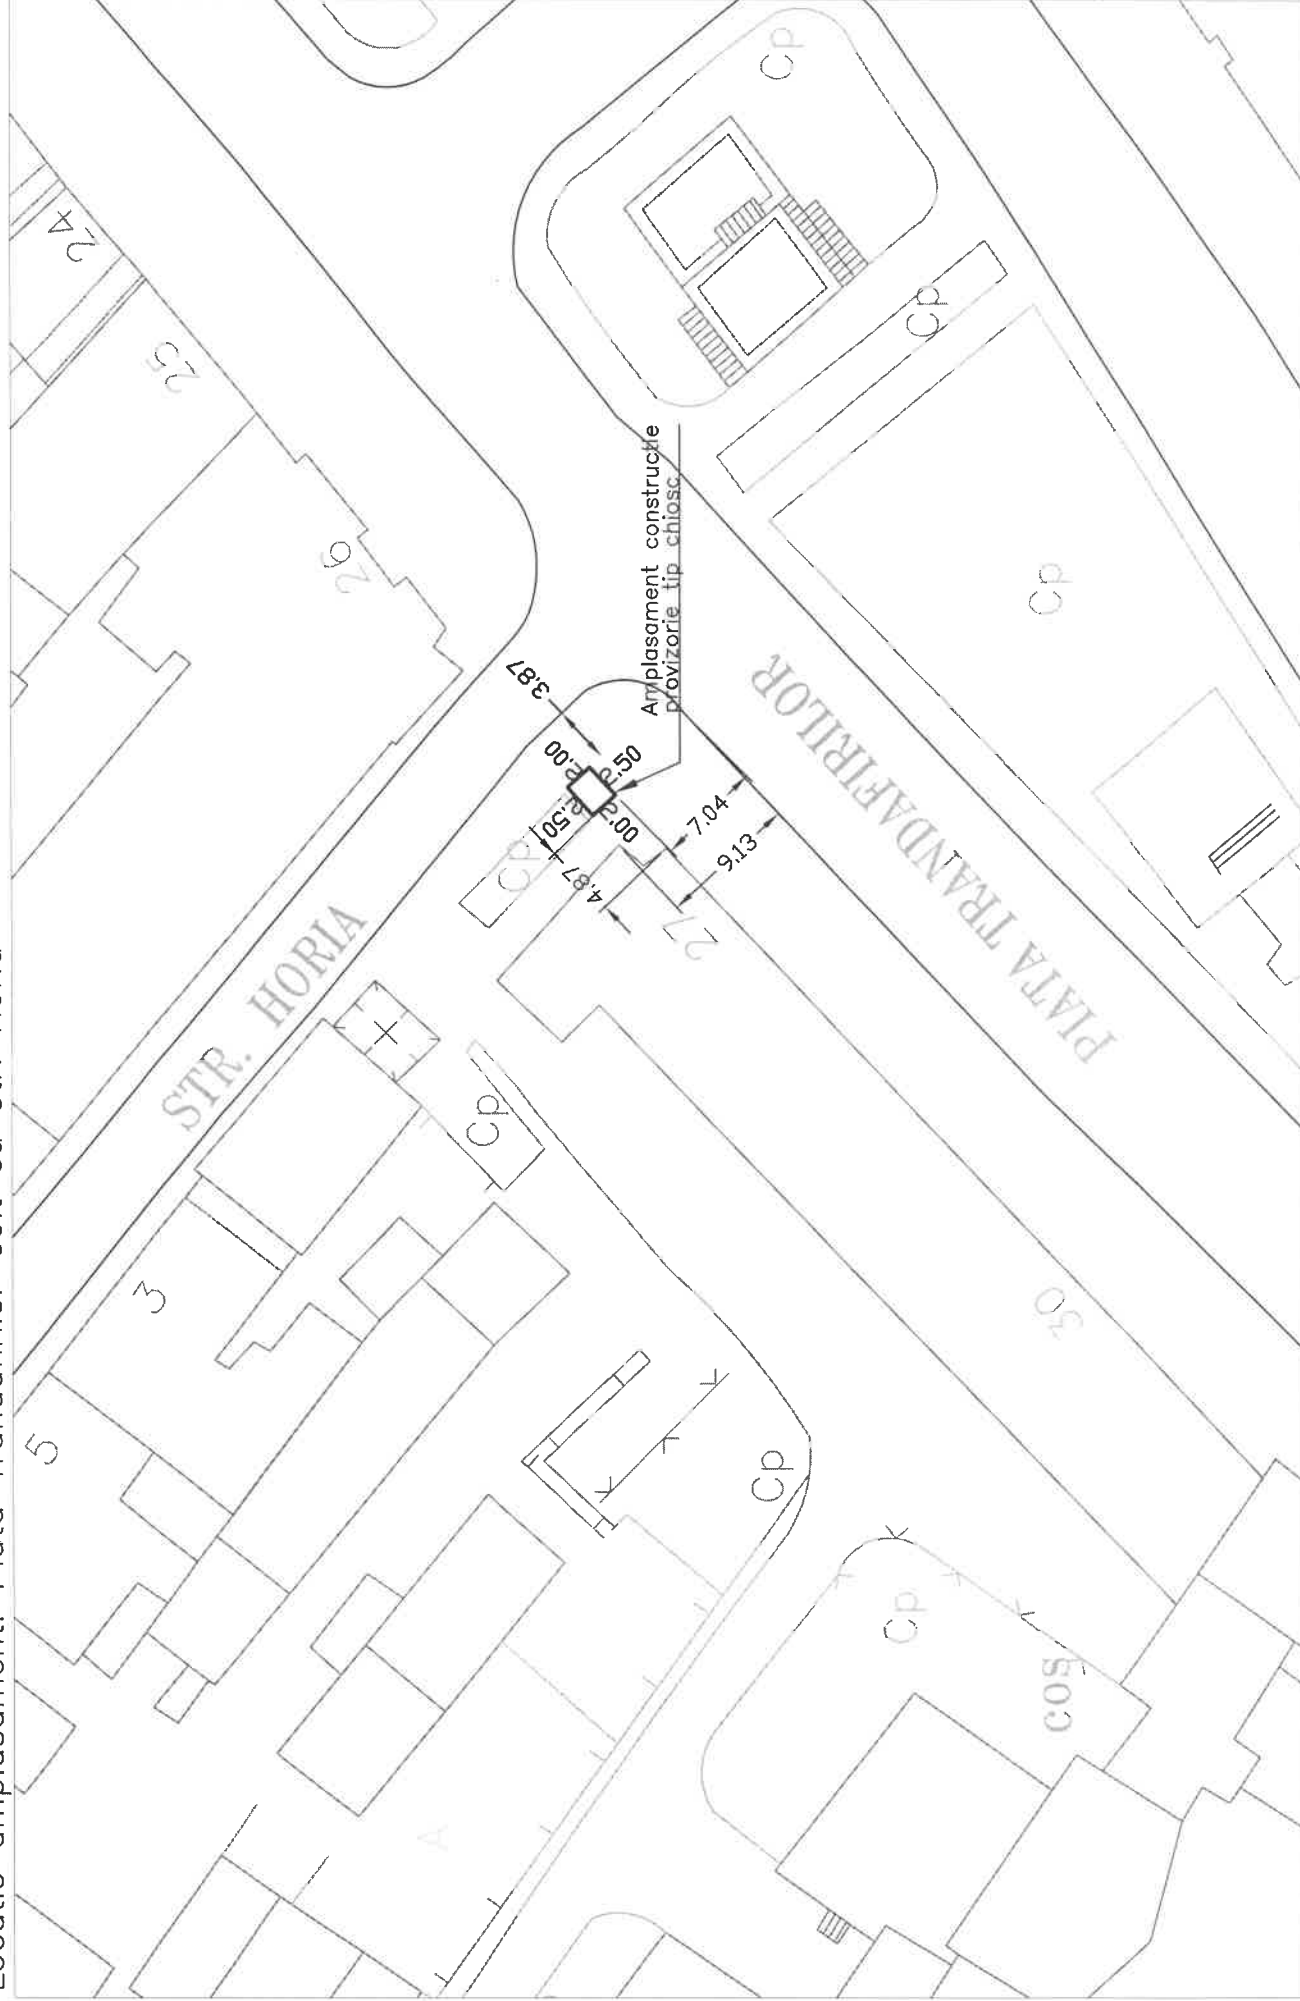 24
25
26
STR. HORIA
3
5
Cp
Cp
Cp
Cp
Cp
Cp
Cp
3.87
2.00
2.50
2.50
2.00
4.87
7.04
9.13
27
Amplasament constructie
provizorie tip chiosc
PIATA TRANDAFIRILOR
30
A
COS